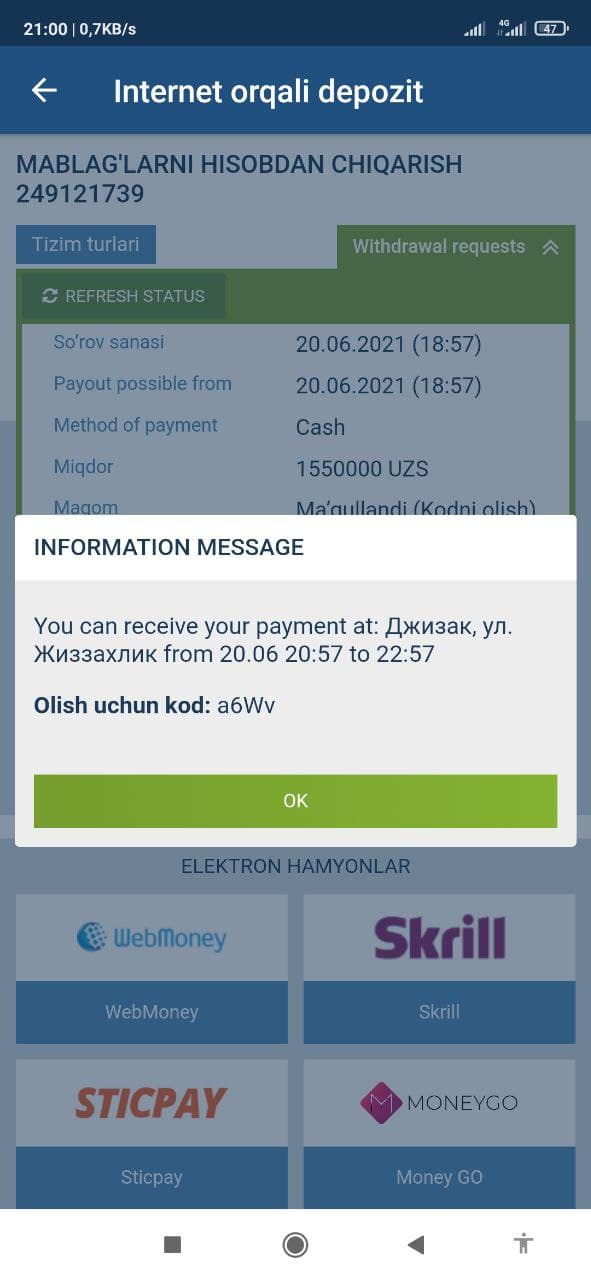 21:00 | 0,7KB/s
4G
47
Internet orqali depozit
MABLAG'LARNI HISOBDAN CHIQARISH
249121739
Tizim turlari
Withdrawal requests
REFRESH STATUS
So'rov sanasi 20.06.2021 (18:57)
Payout possible from 20.06.2021 (18:57)
Method of payment Cash
Miqdor 1550000 UZS
Maqom Ma'qullandi (Kodni olish)
INFORMATION MESSAGE
You can receive your payment at: Джизак, ул.
Жиззахлик from 20.06 20:57 to 22:57
Olish uchun kod: a6Wv
OK
ELEKTRON HAMYONLAR
WebMoney
Skrill
WebMoney
Skrill
STICPAY
MONEYGO
Sticpay
Money GO